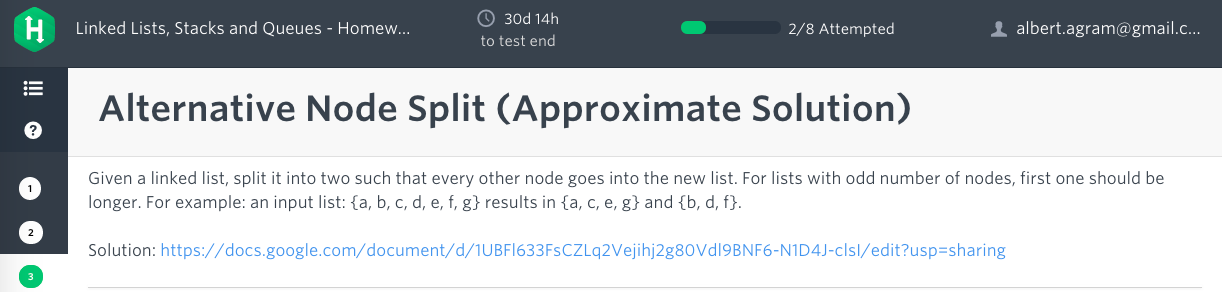 H
Linked Lists, Stacks and Queues - Homew...
30d 14h
to test end
2/8 Attempted
albert.agram@gmail.c...
Alternative Node Split (Approximate Solution)
?
1
2
3
Given a linked list, split it into two such that every other node goes into the new list. For lists with odd number of nodes, first one should be
longer. For example: an input list: {a, b, c, d, e, f, g} results in {a, c, e, g} and {b, d, f}.
Solution: https://docs.google.com/document/d/1UBFl633FsCZLq2Vejihj2g80Vdl9BNF6-N1D4J-clsI/edit?usp=sharing